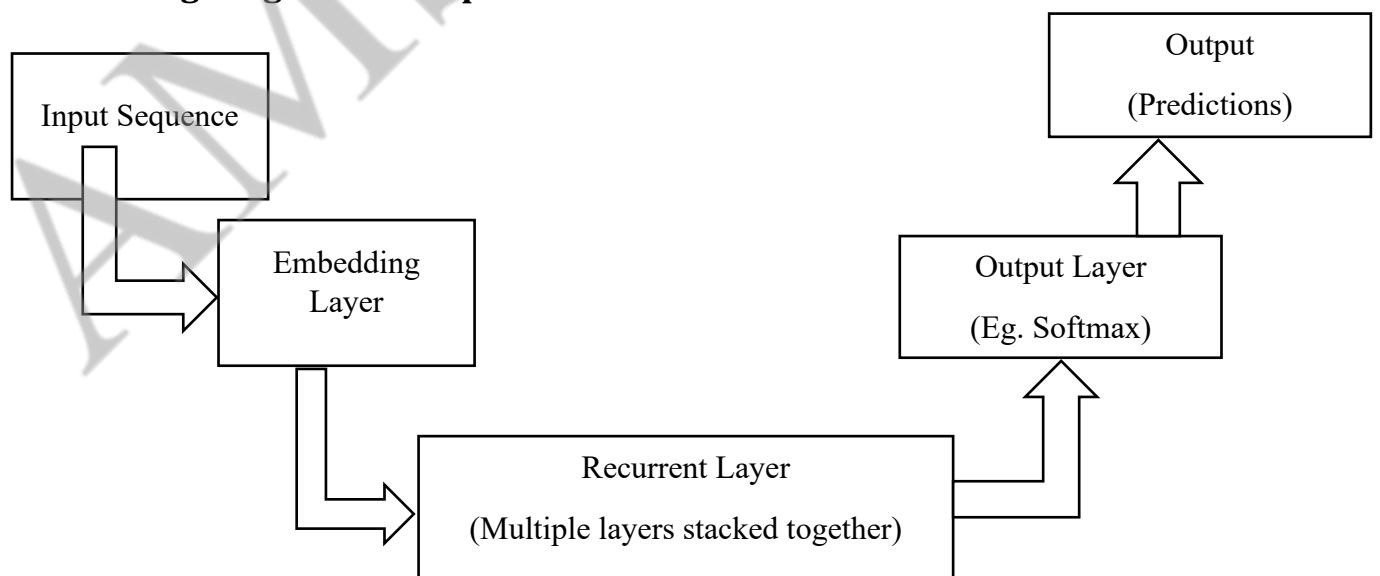 Input Sequence
Embedding
Layer
Recurrent Layer
(Multiple layers stacked together)
Output Layer
(Eg. Softmax)
Output
(Predictions)